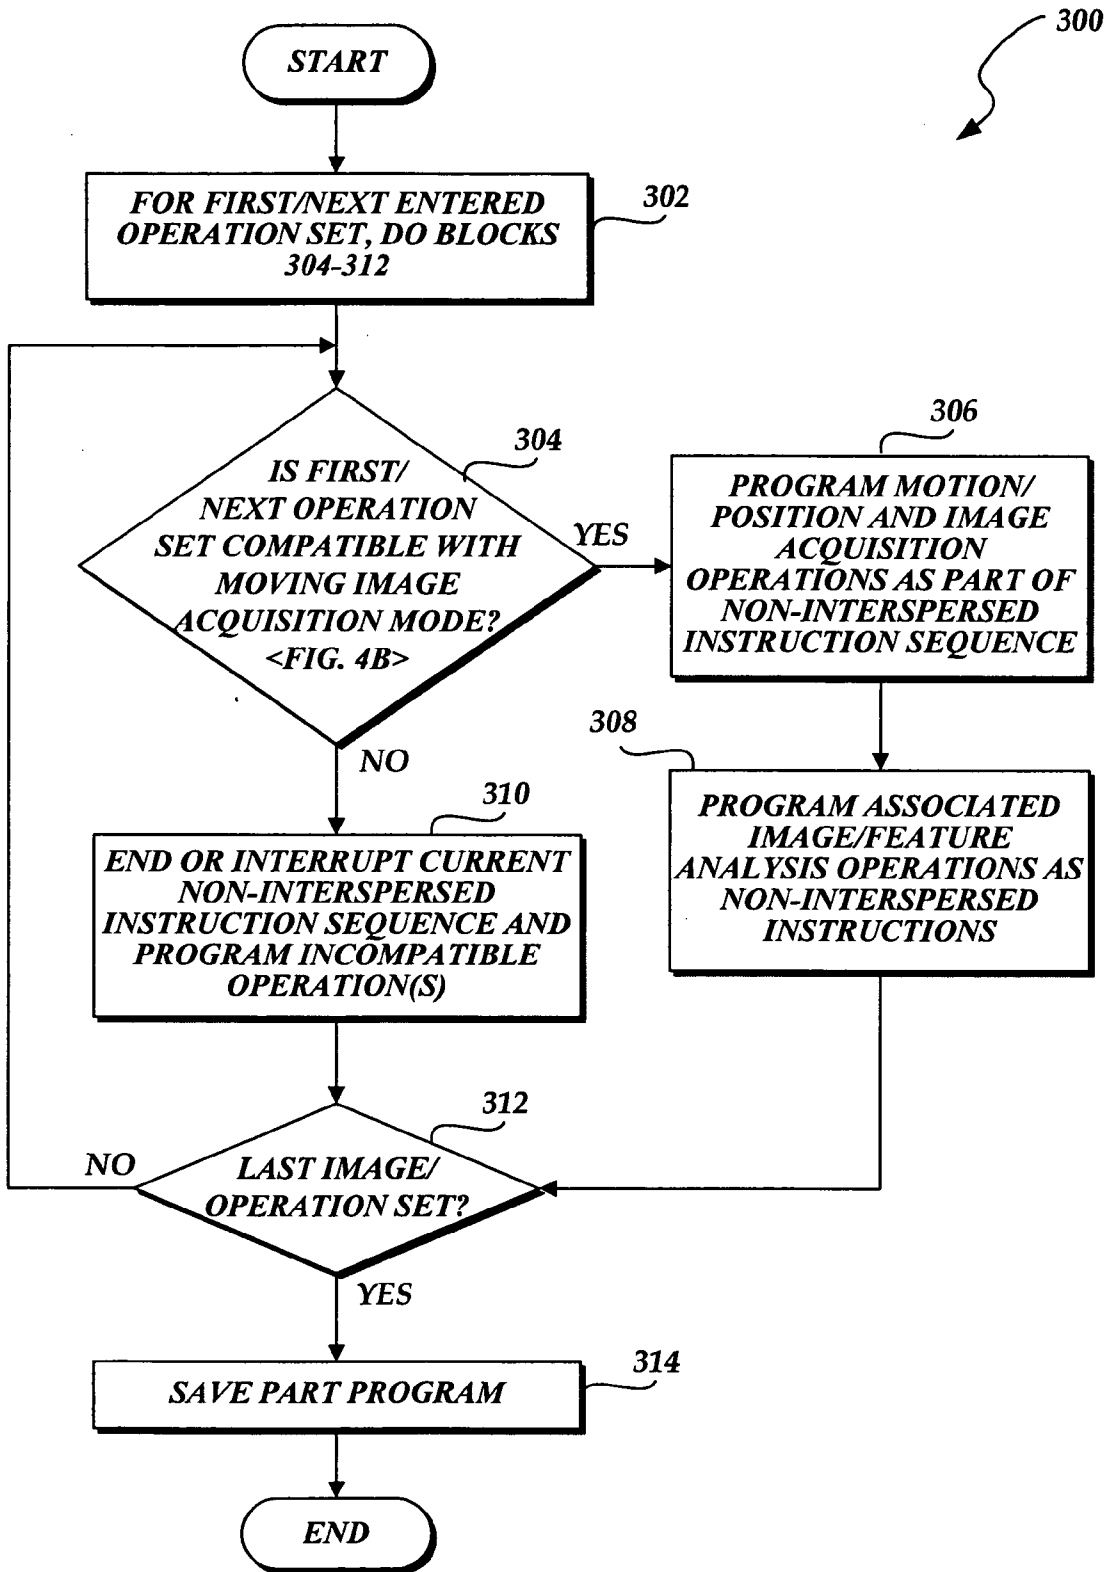 300
START
302
FOR FIRST/NEXT ENTERED
OPERATION SET, DO BLOCKS
304-312
304
IS FIRST/
NEXT OPERATION
SET COMPATIBLE WITH
MOVING IMAGE
ACQUISITION MODE?
<FIG. 4B>
YES
306
PROGRAM MOTION/
POSITION AND IMAGE
ACQUISITION
OPERATIONS AS PART OF
NON-INTERSPERSED
INSTRUCTION SEQUENCE
308
PROGRAM ASSOCIATED
IMAGE/FEATURE
ANALYSIS OPERATIONS AS
NON-INTERSPERSED
INSTRUCTIONS
NO
310
END OR INTERRUPT CURRENT
NON-INTERSPERSED
INSTRUCTION SEQUENCE AND
PROGRAM INCOMPATIBLE
OPERATION(S)
312
NO
LAST IMAGE/
OPERATION SET?
YES
314
SAVE PART PROGRAM
END